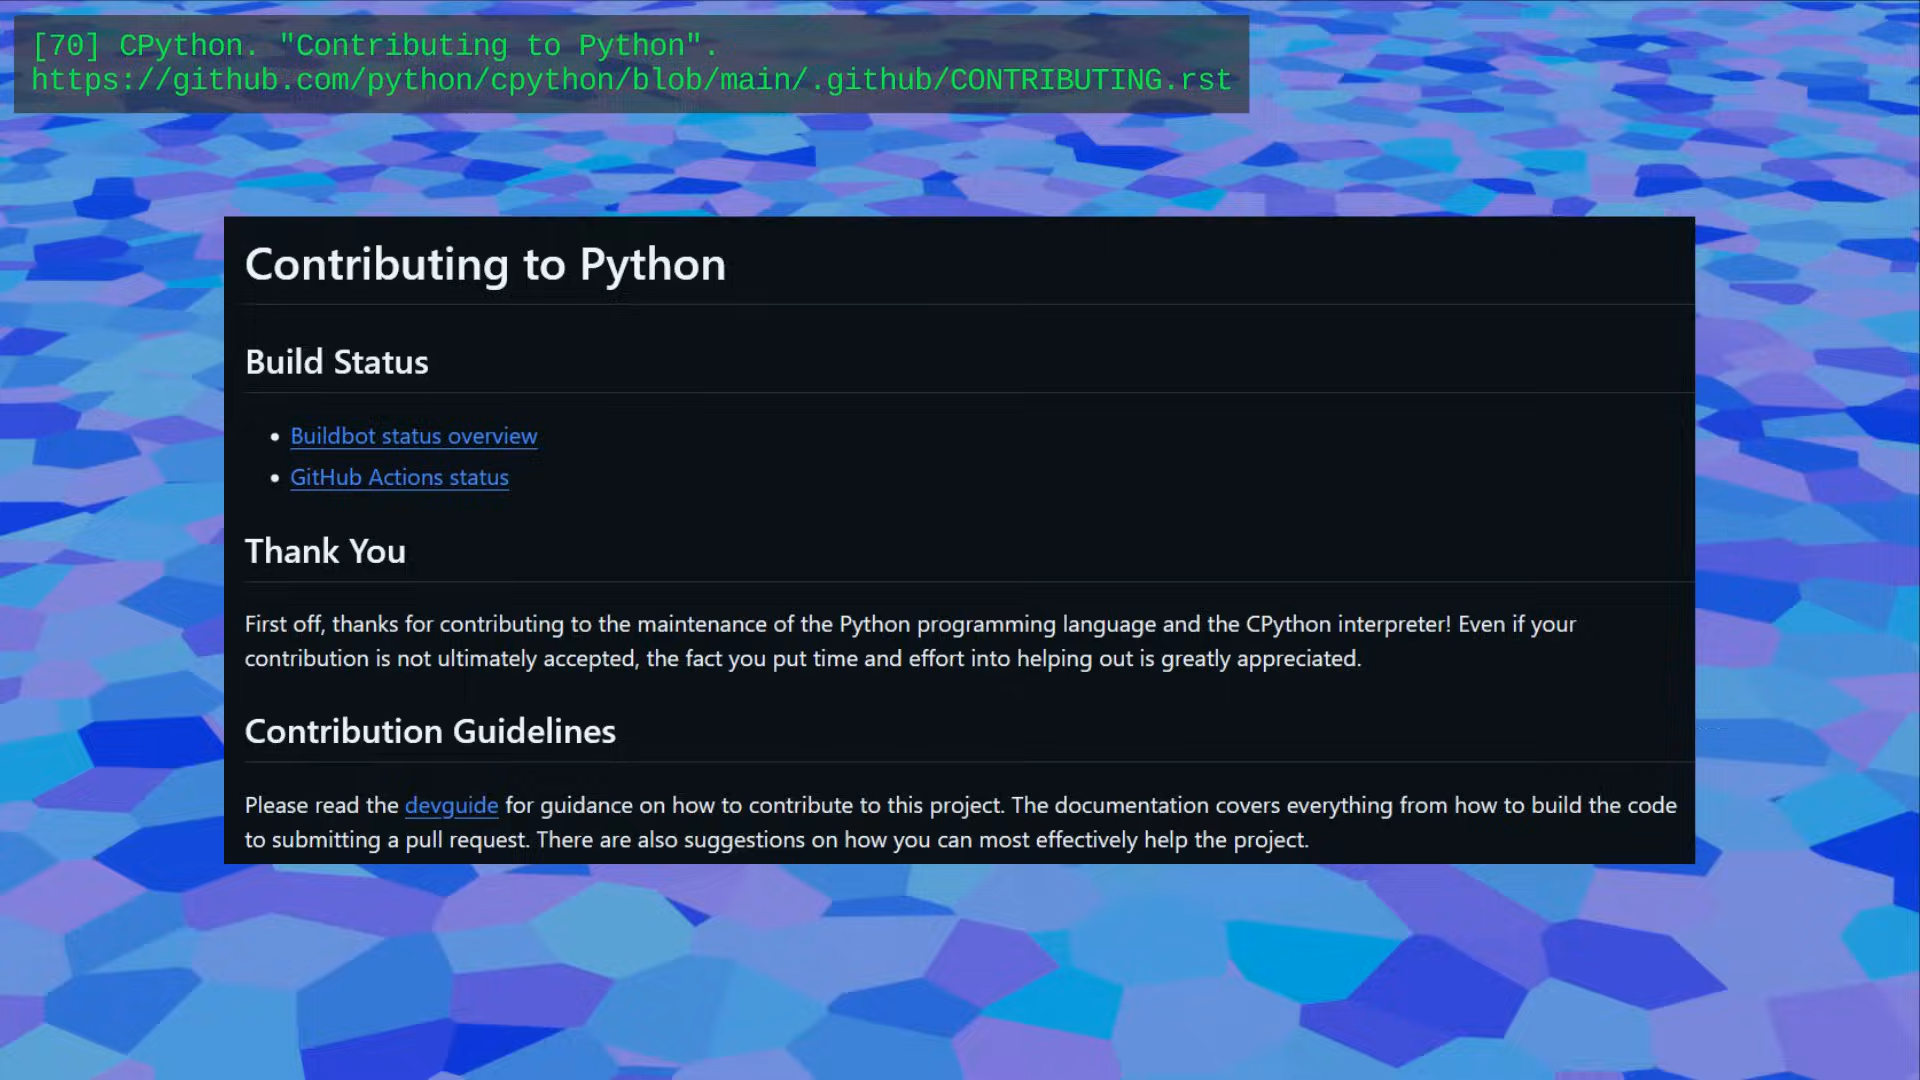 [70] CPython. "Contributing to Python".
https://github.com/python/cpython/blob/main/.github/CONTRIBUTING.rst
Contributing to Python
Build Status
• Buildbot status overview
• GitHub Actions status
Thank You
First off, thanks for contributing to the maintenance of the Python programming language and the CPython interpreter! Even if your
contribution is not ultimately accepted, the fact you put time and effort into helping out is greatly appreciated.
Contribution Guidelines
Please read the devguide for guidance on how to contribute to this project. The documentation covers everything from how to build the code
to submitting a pull request. There are also suggestions on how you can most effectively help the project.